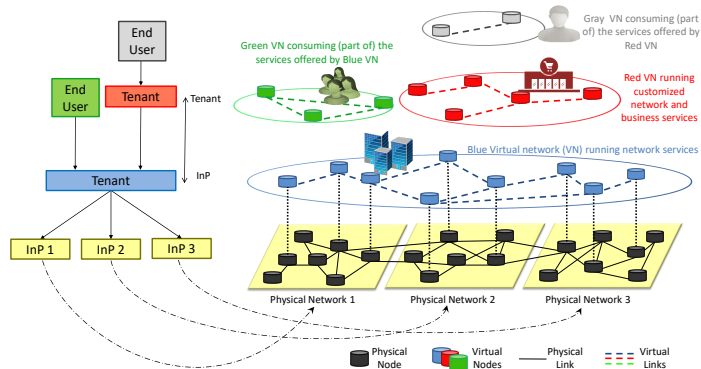 End
User
End
User
Tenant
Tenant
Tenant
InP
InP 1
InP 2
InP 3
Green VN consuming (part of) the
services offered by Blue VN
Gray VN consuming (part
of) the services offered by
Red VN
Red VN running
customized
network and
business services
Blue Virtual network (VN) running network services
Physical Network 1
Physical Network 2
Physical Network 3
Physical
Node
Virtual
Nodes
Physical
Link
Virtual
Links